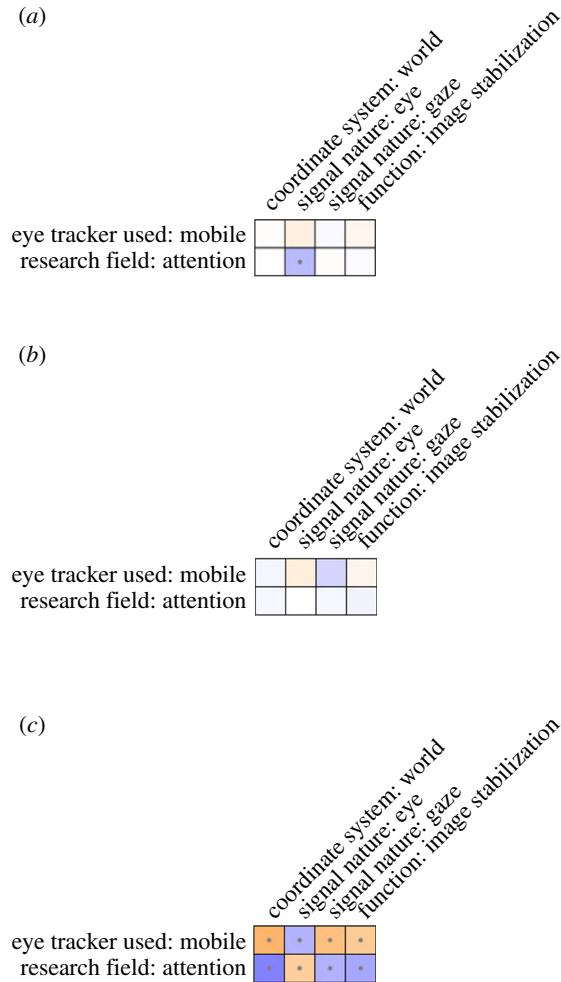 (a)
coordinate system: world
signal nature: eye
signal nature: gaze
function: image stabilization
eye tracker used: mobile
research field: attention
(b)
coordinate system: world
signal nature: eye
signal nature: gaze
function: image stabilization
eye tracker used: mobile
research field: attention
(c)
coordinate system: world
signal nature: eye
signal nature: gaze
function: image stabilization
eye tracker used: mobile
research field: attention